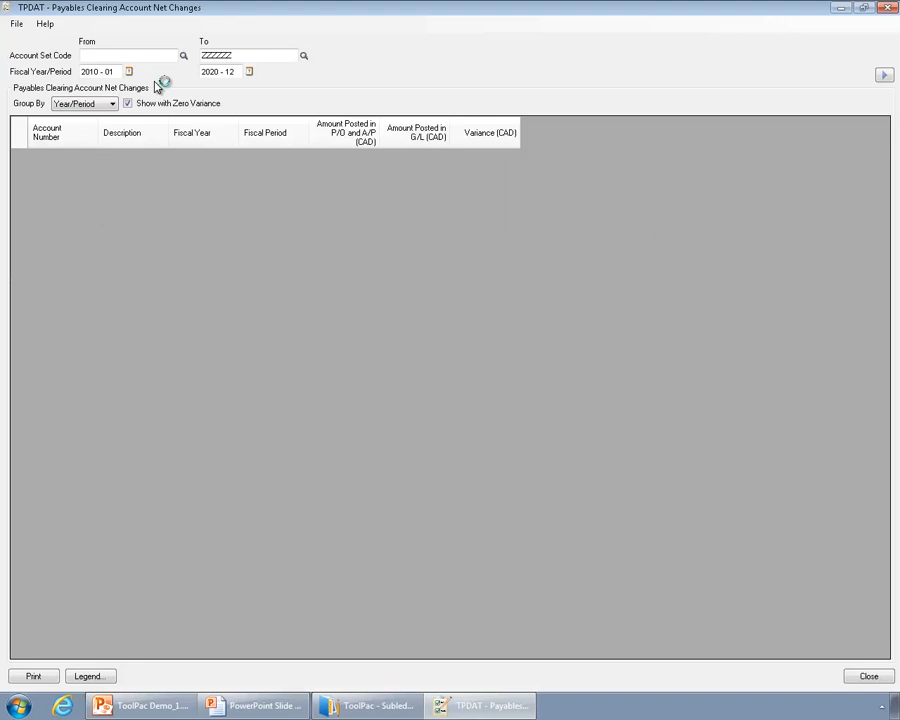 TPDAT - Payables Clearing Account Net Changes
File Help
From To
Account Set Code ZZZZZZ
Fiscal Year/Period 2010 - 01 2020 - 12
Payables Clearing Account Net Changes
Group By Year/Period Show with Zero Variance
Account Number Description Fiscal Year Fiscal Period Amount Posted in P/O and A/P (CAD) Amount Posted in G/L (CAD) Variance (CAD)
Print Legend... Close
ToolPac Demo_1... PowerPoint Slide ... ToolPac - Subled... TPDAT - Payables...